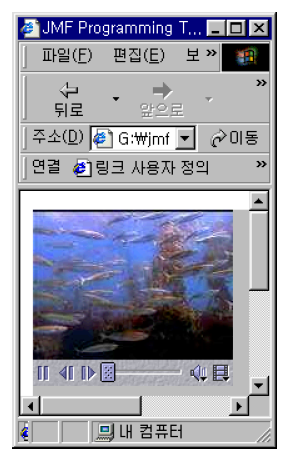 JMF Programming T...
파일(F) 편집(E) 보 »
뒤로 앞으로 »
주소(D) G:₩jmf 이동
연결 링크 사용자 정의 »
내 컴퓨터